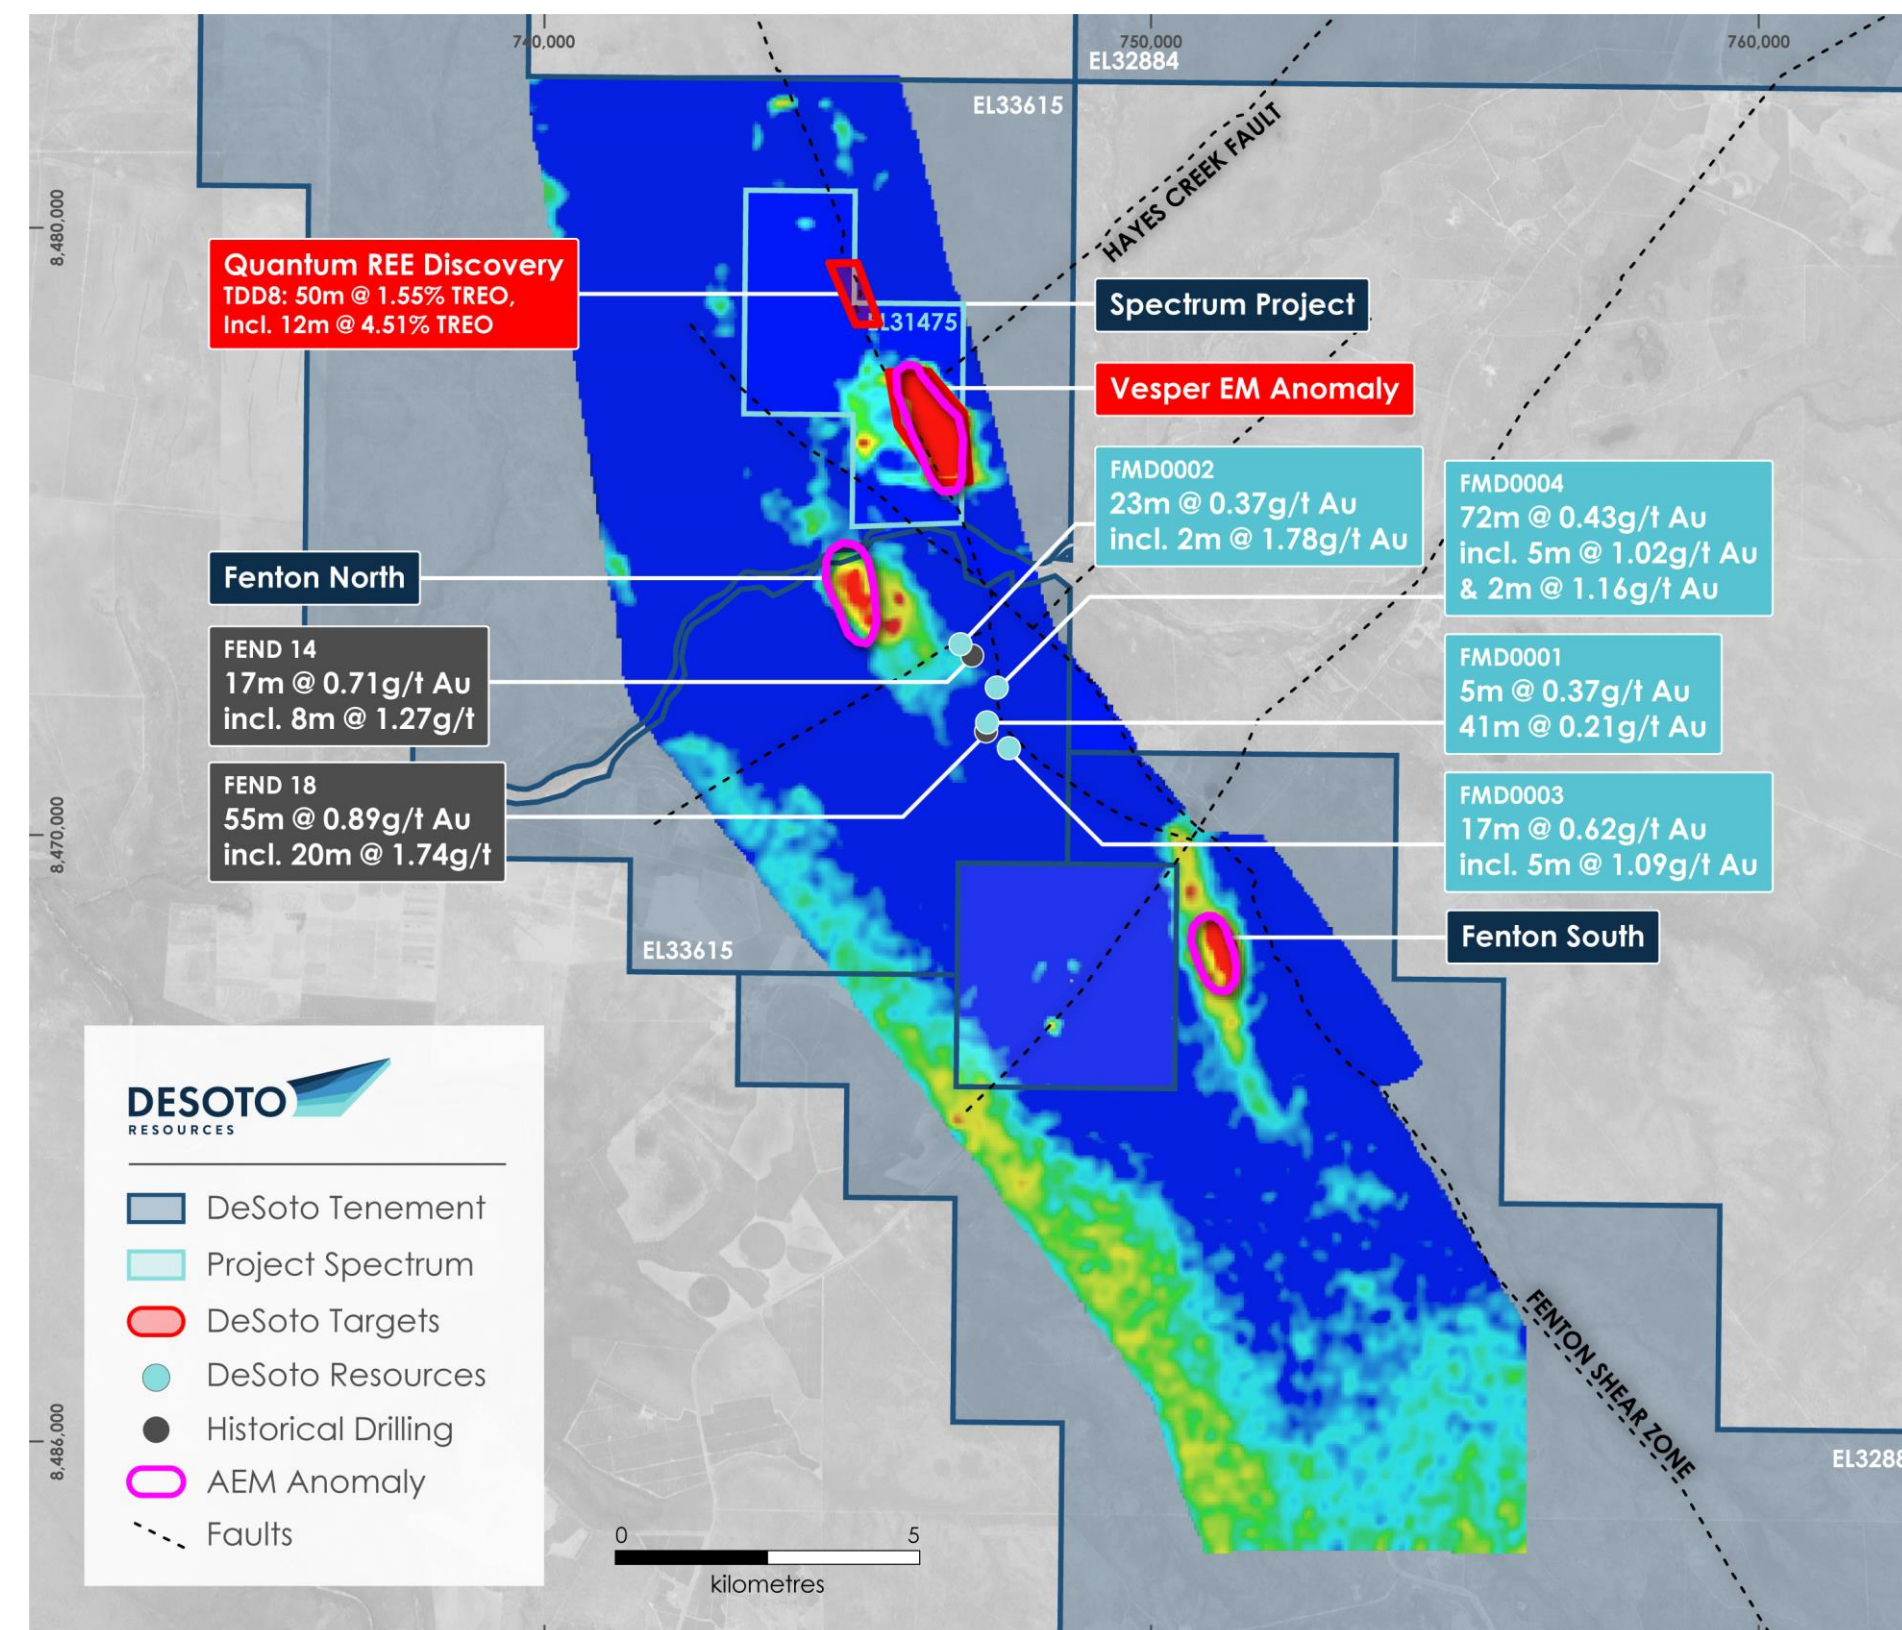 740,000
750,000
760,000
EL32884
EL33615
HAYES CREEK FAULT
8,480,000
Quantum REE Discovery
TDD8: 50m @ 1.55% TREO,
Incl. 12m @ 4.51% TREO
Spectrum Project
EL31475
Vesper EM Anomaly
FMD0002
23m @ 0.37g/t Au
incl. 2m @ 1.78g/t Au
FMD0004
72m @ 0.43g/t Au
incl. 5m @ 1.02g/t Au
& 2m @ 1.16g/t Au
Fenton North
FEND 14
17m @ 0.71g/t Au
incl. 8m @ 1.27g/t
FMD0001
5m @ 0.37g/t Au
41m @ 0.21g/t Au
FEND 18
55m @ 0.89g/t Au
incl. 20m @ 1.74g/t
8,470,000
FMD0003
17m @ 0.62g/t Au
incl. 5m @ 1.09g/t Au
Fenton South
EL33615
DESOTO
RESOURCES
DeSoto Tenement
Project Spectrum
DeSoto Targets
DeSoto Resources
Historical Drilling
AEM Anomaly
Faults
8,486,000
FENTON SHEAR ZONE
EL3288
0 5
kilometres